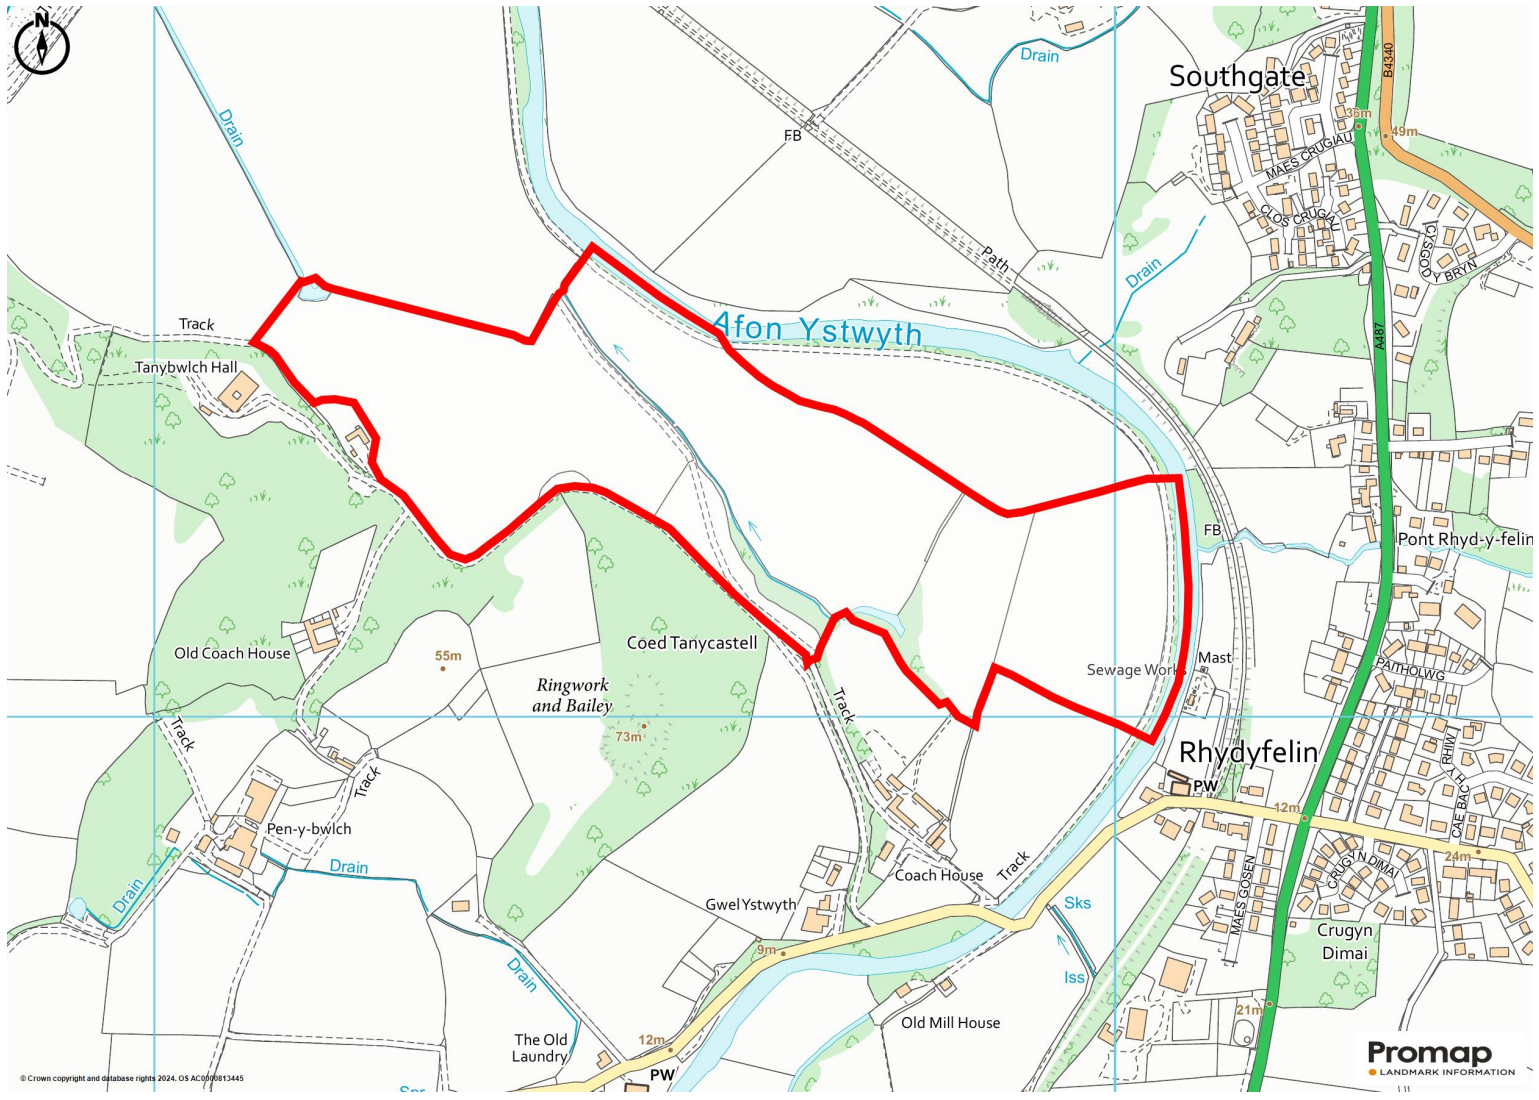 N
Drain
Southgate
B4340
36m
49m
FB
MAES CRUGIAU
CLOS CRUGIAU
CYSGOD
Y BRYN
Drain
Path
Drain
Track
Afon Ystwyth
A487
Tanybwlch Hall
FB
Pont Rhyd-y-felin
Old Coach House
55m
Coed Tanycastell
Ringwork
and Bailey
73m
Sewage Works
Mast
PAITHOLWG
Track
Track
Track
Rhydyfelin
PW
12m
RHIW
HYL
CAE BAC
24m
Pen-y-bwlch
Drain
Drain
Coach House
Track
CRUGYN DIMAI
MAES GOSEN
Gwel Ystwyth
Sks
Iss
Crugyn
Dimai
9m
Drain
Old Mill House
21m
The Old
Laundry
12m
PW
Spr
Promap
LANDMARK INFORMATION
© Crown copyright and database rights 2024. OS AC0000813445